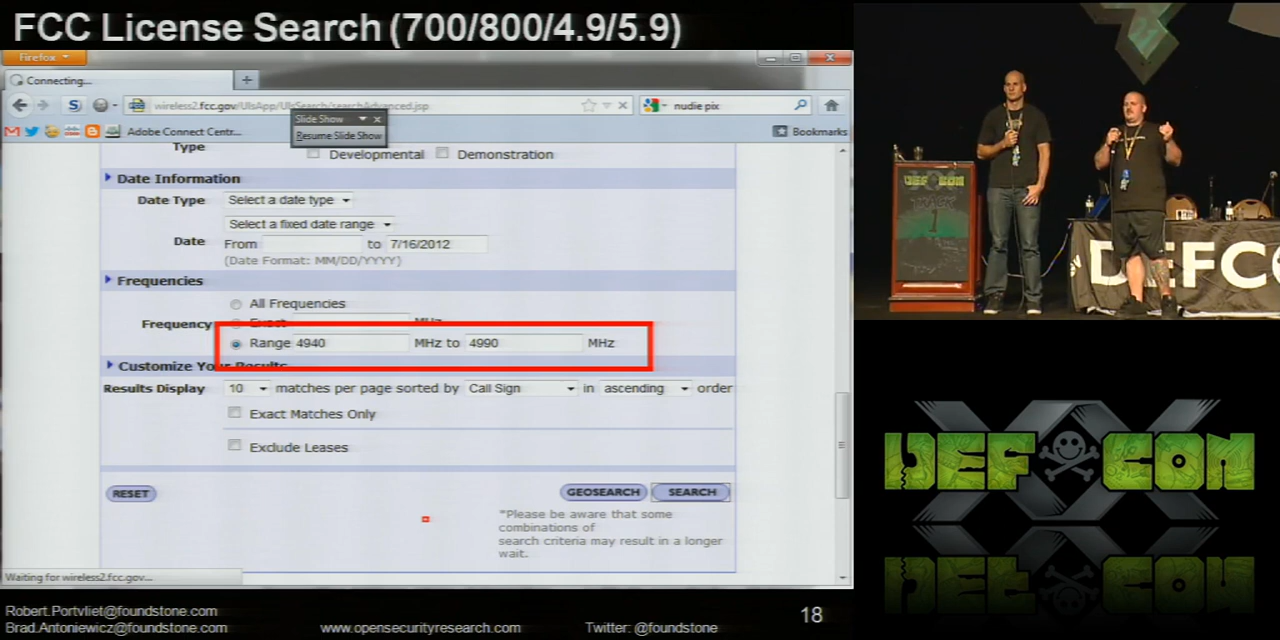 FCC License Search (700/800/4.9/5.9)
Firefox
Connecting...
wireless2.fcc.gov/UlsApp/UlsSearch/searchAdvanced.jsp
nudie pix
Slide Show
Resume Slide Show
Adobe Connect Centr...
Bookmarks
Type
Developmental Demonstration
Date Information
Date Type Select a date type
Select a fixed date range
Date From to 7/16/2012
(Date Format: MM/DD/YYYY)
Frequencies
All Frequencies
Frequency Exact MHz
Range 4940 MHz to 4990 MHz
Customize Your Results
Results Display 10 matches per page sorted by Call Sign in ascending order
Exact Matches Only
Exclude Leases
RESET GEOSEARCH SEARCH
*Please be aware that some
combinations of
search criteria may result in a longer
wait.
Waiting for wireless2.fcc.gov...
Robert.Portvliet@foundstone.com
Brad.Antoniewicz@foundstone.com www.opensecurityresearch.com Twitter: @foundstone
18
DEFCON
TRACK
1
DEFCO
DEFCON
XX